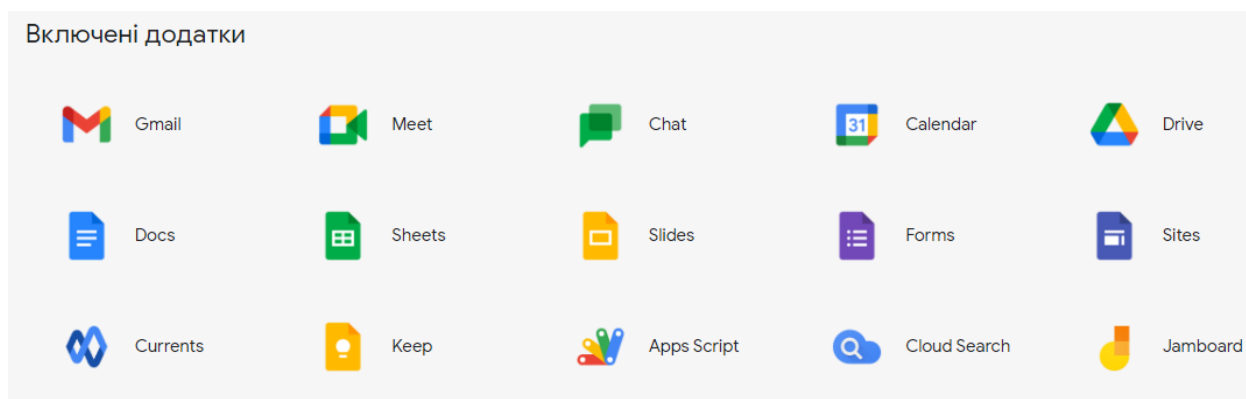 Включені додатки
Gmail Meet Chat 31 Calendar Drive
Docs Sheets Slides Forms Sites
Currents Keep Apps Script Cloud Search Jamboard